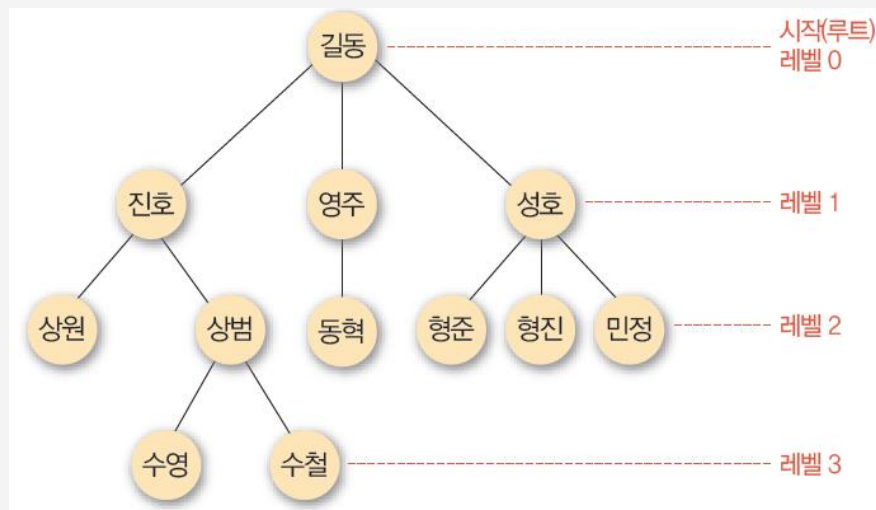 길동
시작(루트)
레벨 0
진호
영주
성호
레벨 1
상원
상범
동혁
형준
형진
민정
레벨 2
수영
수철
레벨 3